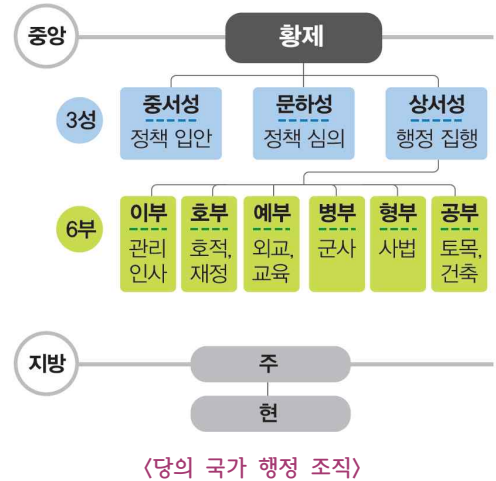 중앙
황제
3성
중서성
정책 입안
문하성
정책 심의
상서성
행정 집행
6부
이부
관리
인사
호부
호적,
재정
예부
외교,
교육
병부
군사
형부
사법
공부
토목,
건축
지방
주
현
〈당의 국가 행정 조직〉